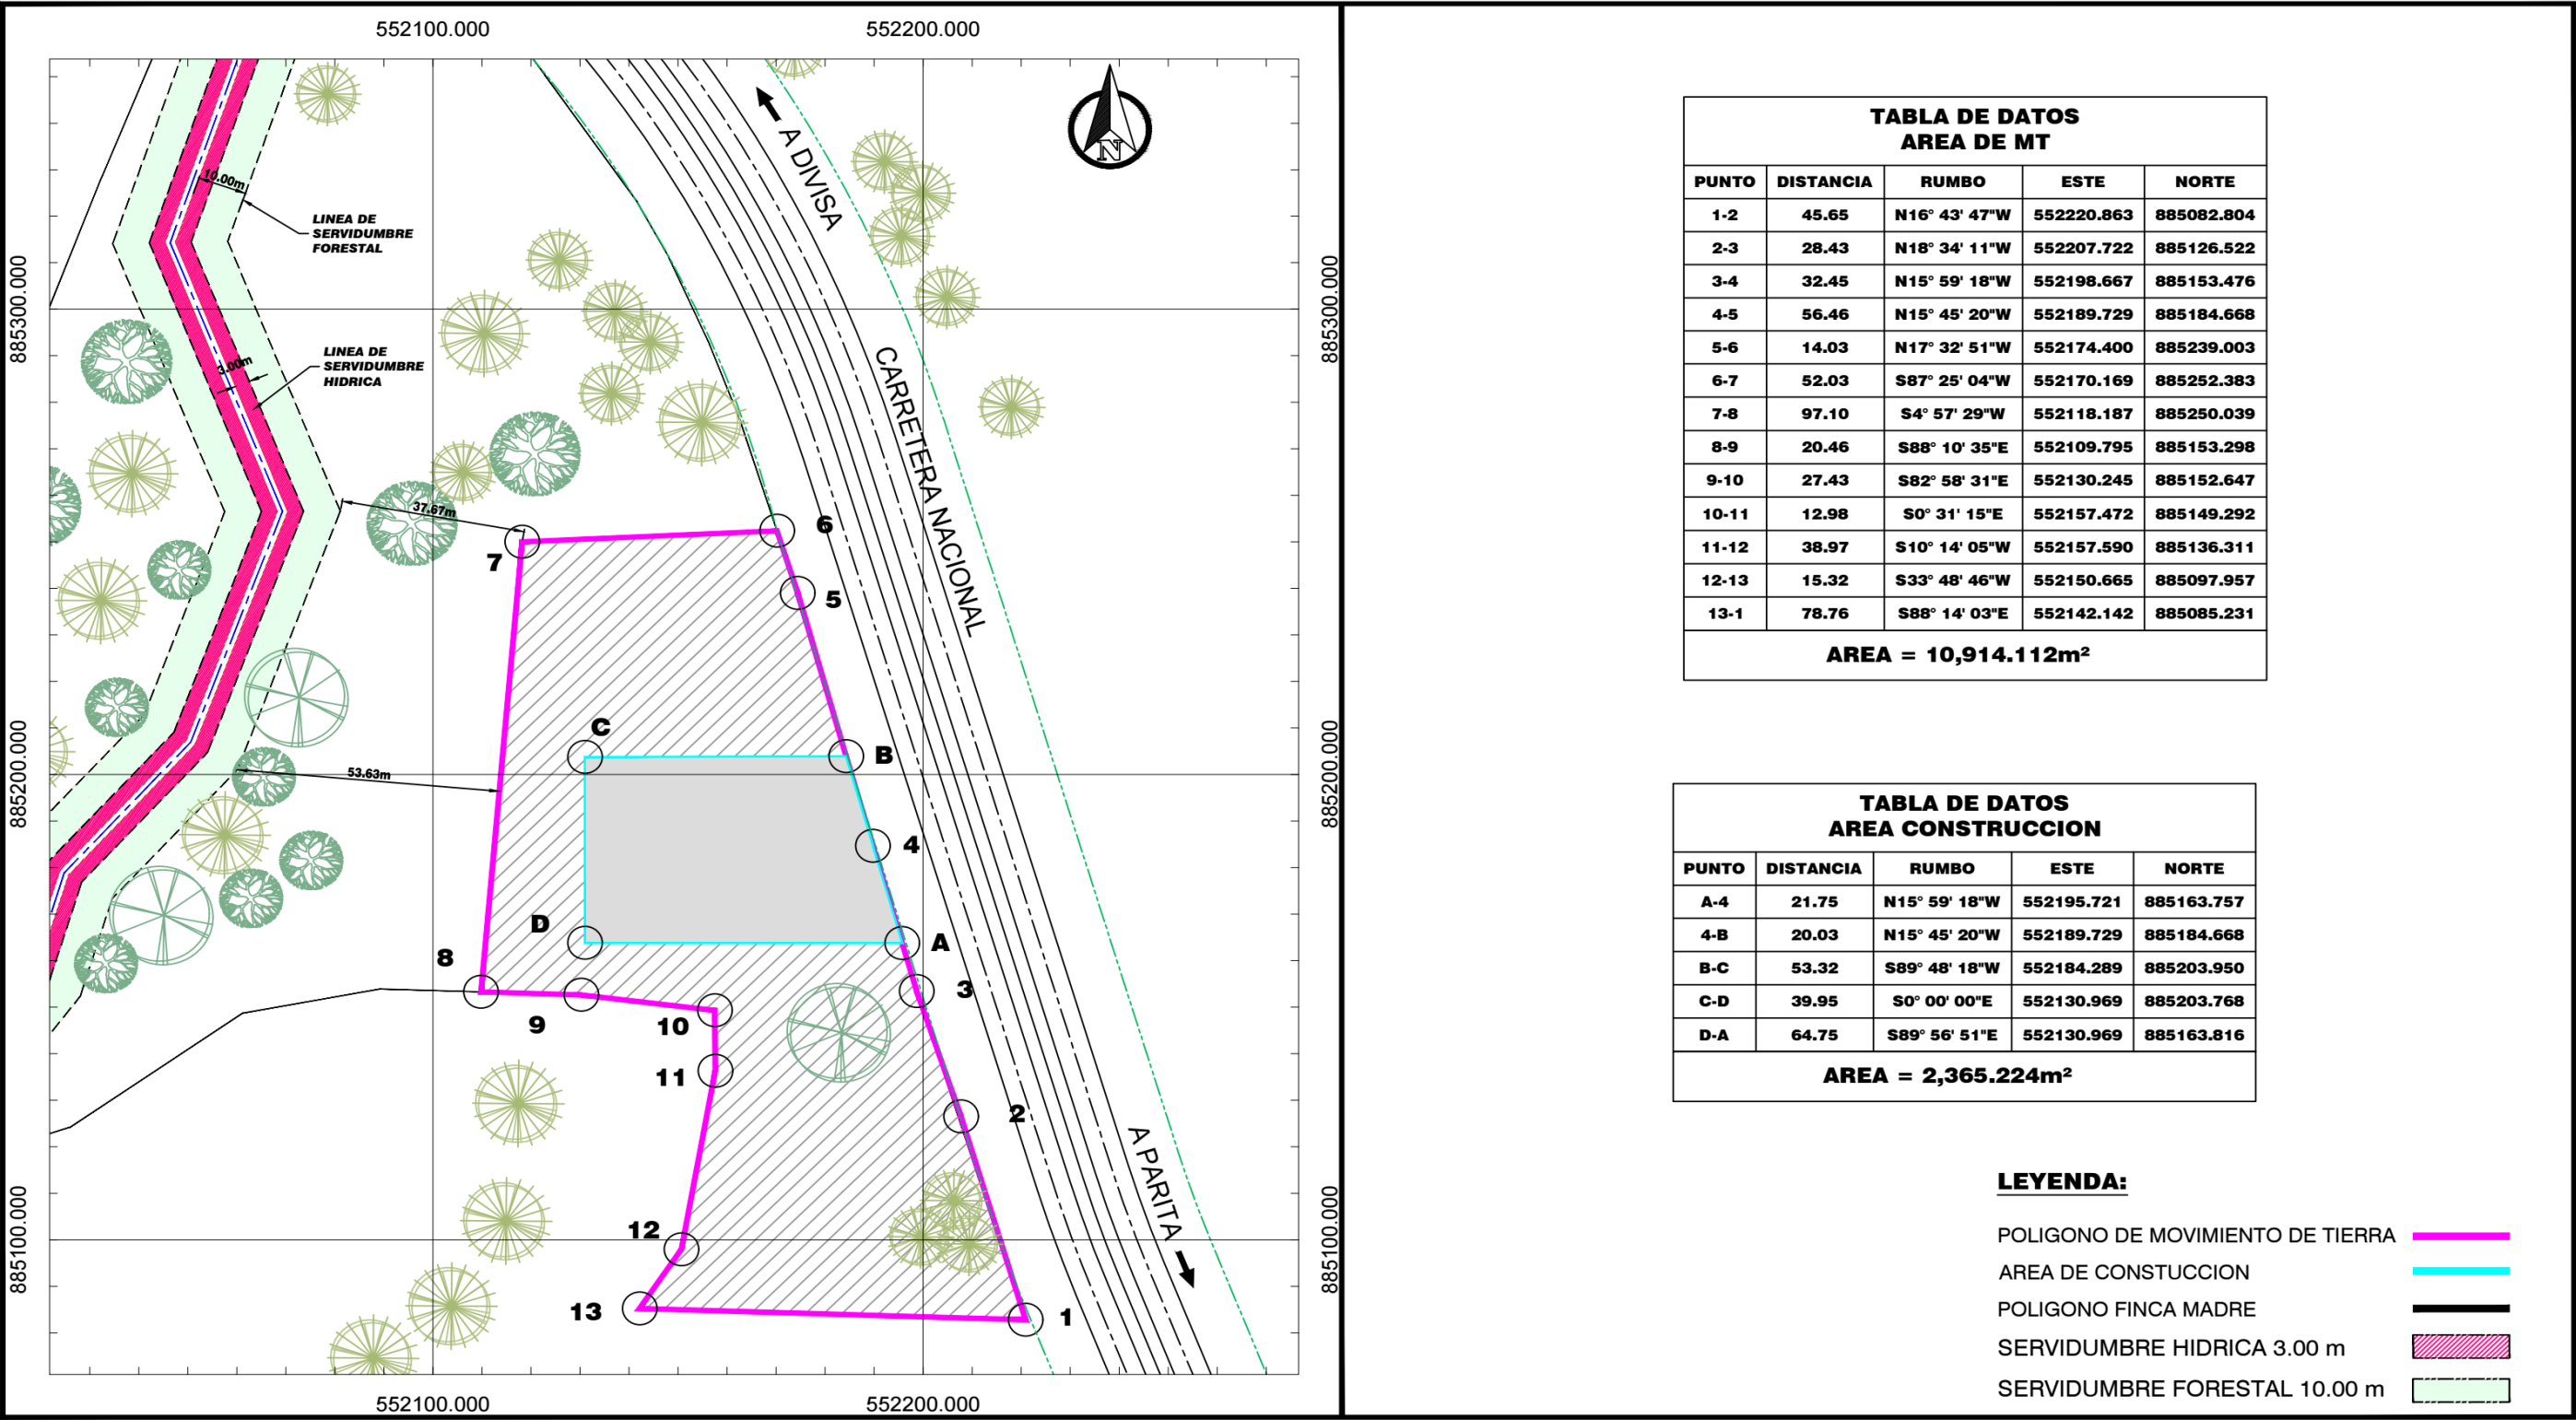 552100.000 552200.000
N
A DIVISA
10.00m
LINEA DE
SERVIDUMBRE
FORESTAL
885300.000 885300.000
LINEA DE
SERVIDUMBRE
HIDRICA
3.00m
CARRETERA NACIONAL
37.67m
6
7
5
C
B
885200.000 885200.000
53.63m
4
D
A
8
3
9
10
11
2
A PARITA
885100.000 885100.000
12
13
1
552100.000 552200.000
TABLA DE DATOS
AREA DE MT
PUNTO DISTANCIA RUMBO ESTE NORTE
1-2 45.65 N16° 43' 47"W 552220.863 885082.804
2-3 28.43 N18° 34' 11"W 552207.722 885126.522
3-4 32.45 N15° 59' 18"W 552198.667 885153.476
4-5 56.46 N15° 45' 20"W 552189.729 885184.668
5-6 14.03 N17° 32' 51"W 552174.400 885239.003
6-7 52.03 S87° 25' 04"W 552170.169 885252.383
7-8 97.10 S4° 57' 29"W 552118.187 885250.039
8-9 20.46 S88° 10' 35"E 552109.795 885153.298
9-10 27.43 S82° 58' 31"E 552130.245 885152.647
10-11 12.98 S0° 31' 15"E 552157.472 885149.292
11-12 38.97 S10° 14' 05"W 552157.590 885136.311
12-13 15.32 S33° 48' 46"W 552150.665 885097.957
13-1 78.76 S88° 14' 03"E 552142.142 885085.231
AREA = 10,914.112m²
TABLA DE DATOS
AREA CONSTRUCCION
PUNTO DISTANCIA RUMBO ESTE NORTE
A-4 21.75 N15° 59' 18"W 552195.721 885163.757
4-B 20.03 N15° 45' 20"W 552189.729 885184.668
B-C 53.32 S89° 48' 18"W 552184.289 885203.950
C-D 39.95 S0° 00' 00"E 552130.969 885203.768
D-A 64.75 S89° 56' 51"E 552130.969 885163.816
AREA = 2,365.224m²
LEYENDA:
POLIGONO DE MOVIMIENTO DE TIERRA
AREA DE CONSTUCCION
POLIGONO FINCA MADRE
SERVIDUMBRE HIDRICA 3.00 m
SERVIDUMBRE FORESTAL 10.00 m